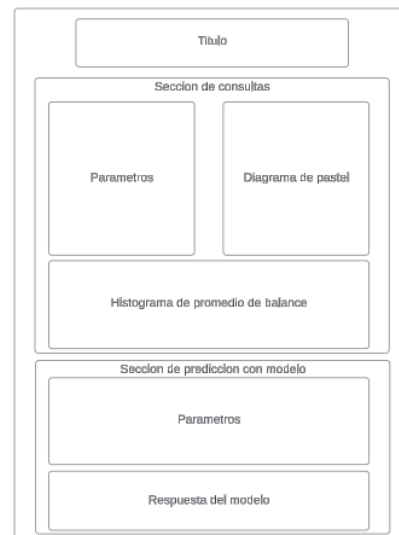 Titulo
Seccion de consultas
Parametros
Diagrama de pastel
Histograma de promedio de balance
Seccion de prediccion con modelo
Parametros
Respuesta del modelo